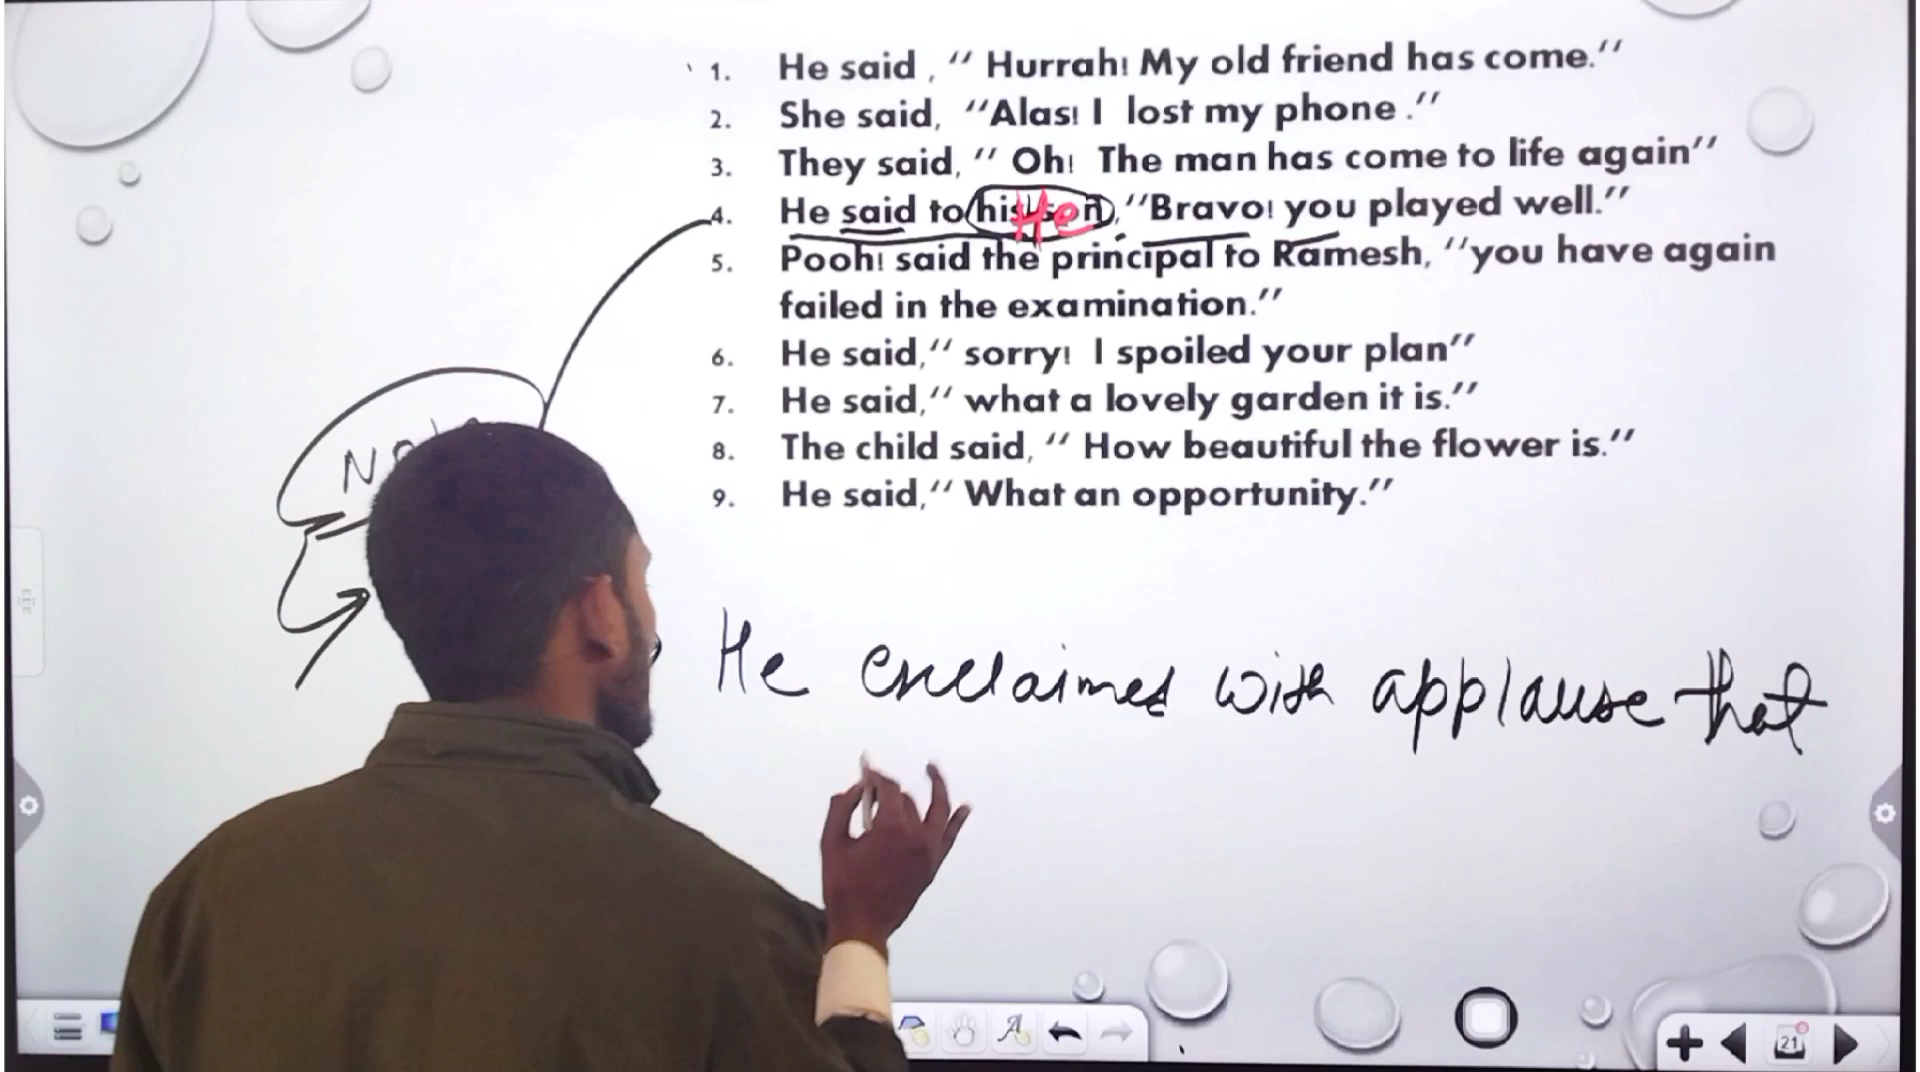 1. He said , “ Hurrah! My old friend has come.”
2. She said, “Alas! I lost my phone .”
3. They said, “ Oh! The man has come to life again”
4. He said to his son, “Bravo! you played well.”
He
5. Pooh! said the principal to Ramesh, “you have again
failed in the examination.”
6. He said,“ sorry! I spoiled your plan”
7. He said,“ what a lovely garden it is.”
8. The child said, “ How beautiful the flower is.”
9. He said,“ What an opportunity.”
He exclaimed with applause that
21